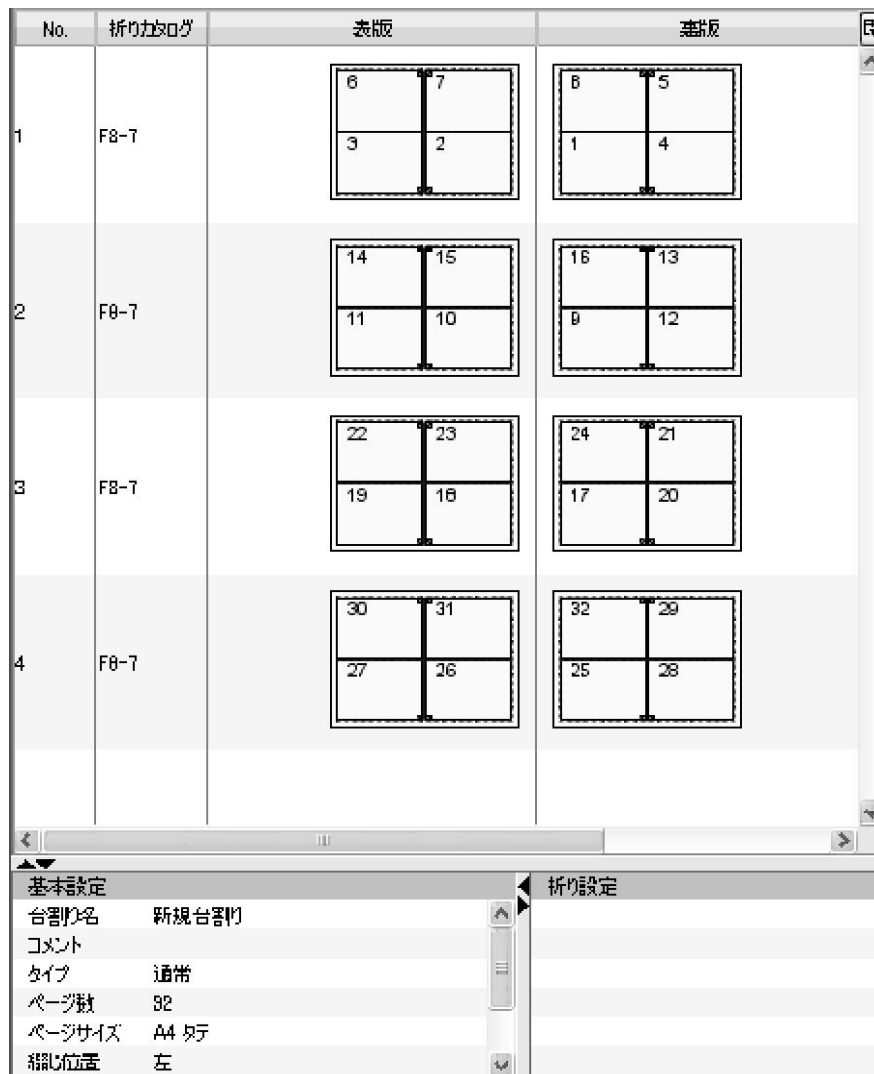 No. 折りカタログ 表版 裏版
6 7 8 5
1 F8-7
3 2 1 4
14 15 16 13
2 F8-7
11 10 9 12
22 23 24 21
3 F8-7
19 18 17 20
30 31 32 29
4 F8-7
27 26 25 28
基本設定 折り設定
台割り名 新規台割り
コメント
タイプ 通常
ページ数 32
ページサイズ A4 タテ
綴じ位置 左